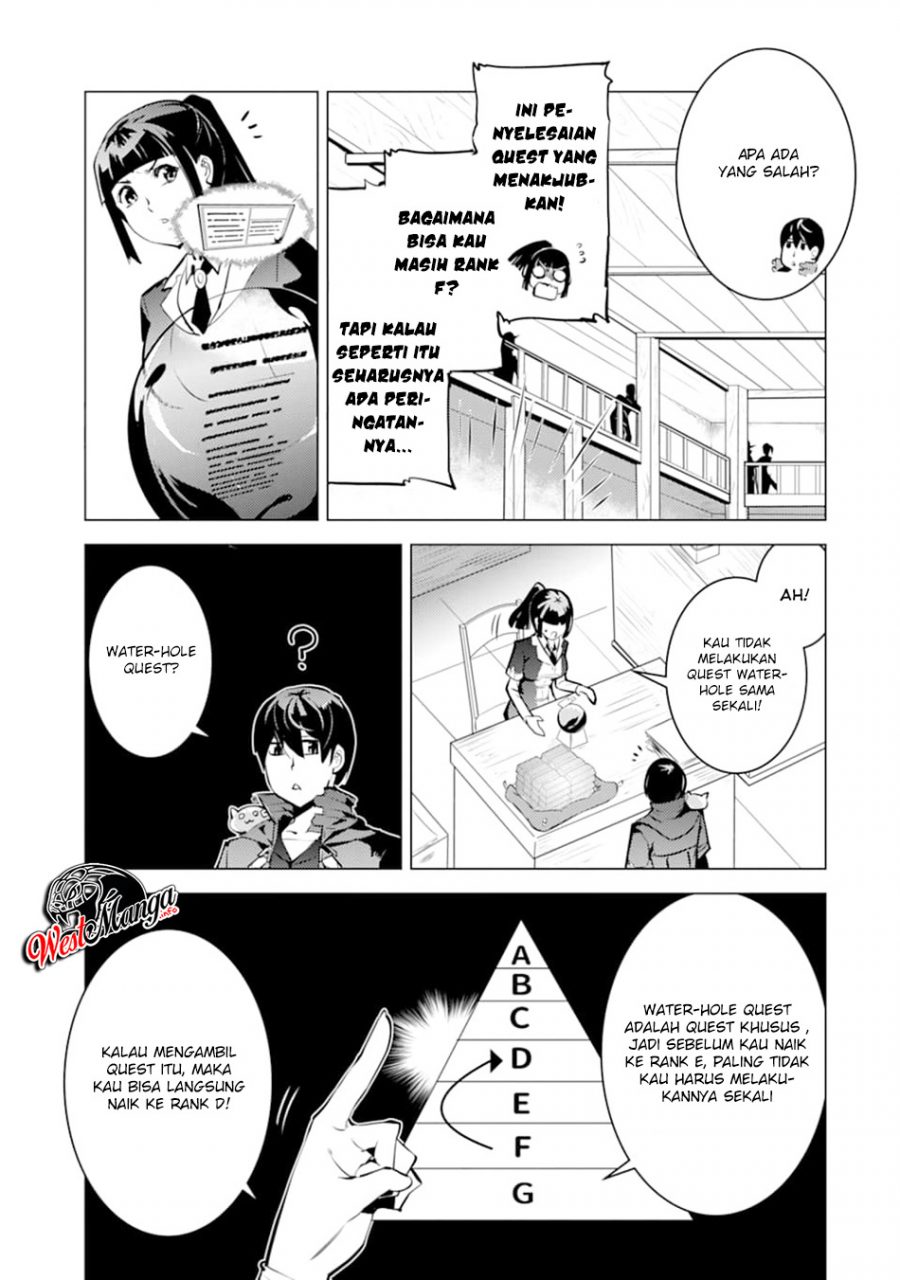 APA ADA
YANG SALAH?
INI PE-
NYELESAIAN
QUEST YANG
MENAKJUB-
KAN!
BAGAIMANA
BISA KAU
MASIH RANK
F?
TAPI KALAU
SEPERTI ITU
SEHARUSNYA
ADA PERI-
NGATAN-
NYA...
AH!
KAU TIDAK
MELAKUKAN
QUEST WATER-
HOLE SAMA
SEKALI!
WATER-HOLE
QUEST?
?
WATER-HOLE QUEST
ADALAH QUEST KHUSUS ,
JADI SEBELUM KAU NAIK
KE RANK E, PALING TIDAK
KAU HARUS MELAKU-
KANNYA SEKALI
A
B
C
D
E
F
G
KALAU MENGAMBIL
QUEST ITU, MAKA
KAU BISA LANGSUNG
NAIK KE RANK D!
WestManga
.info